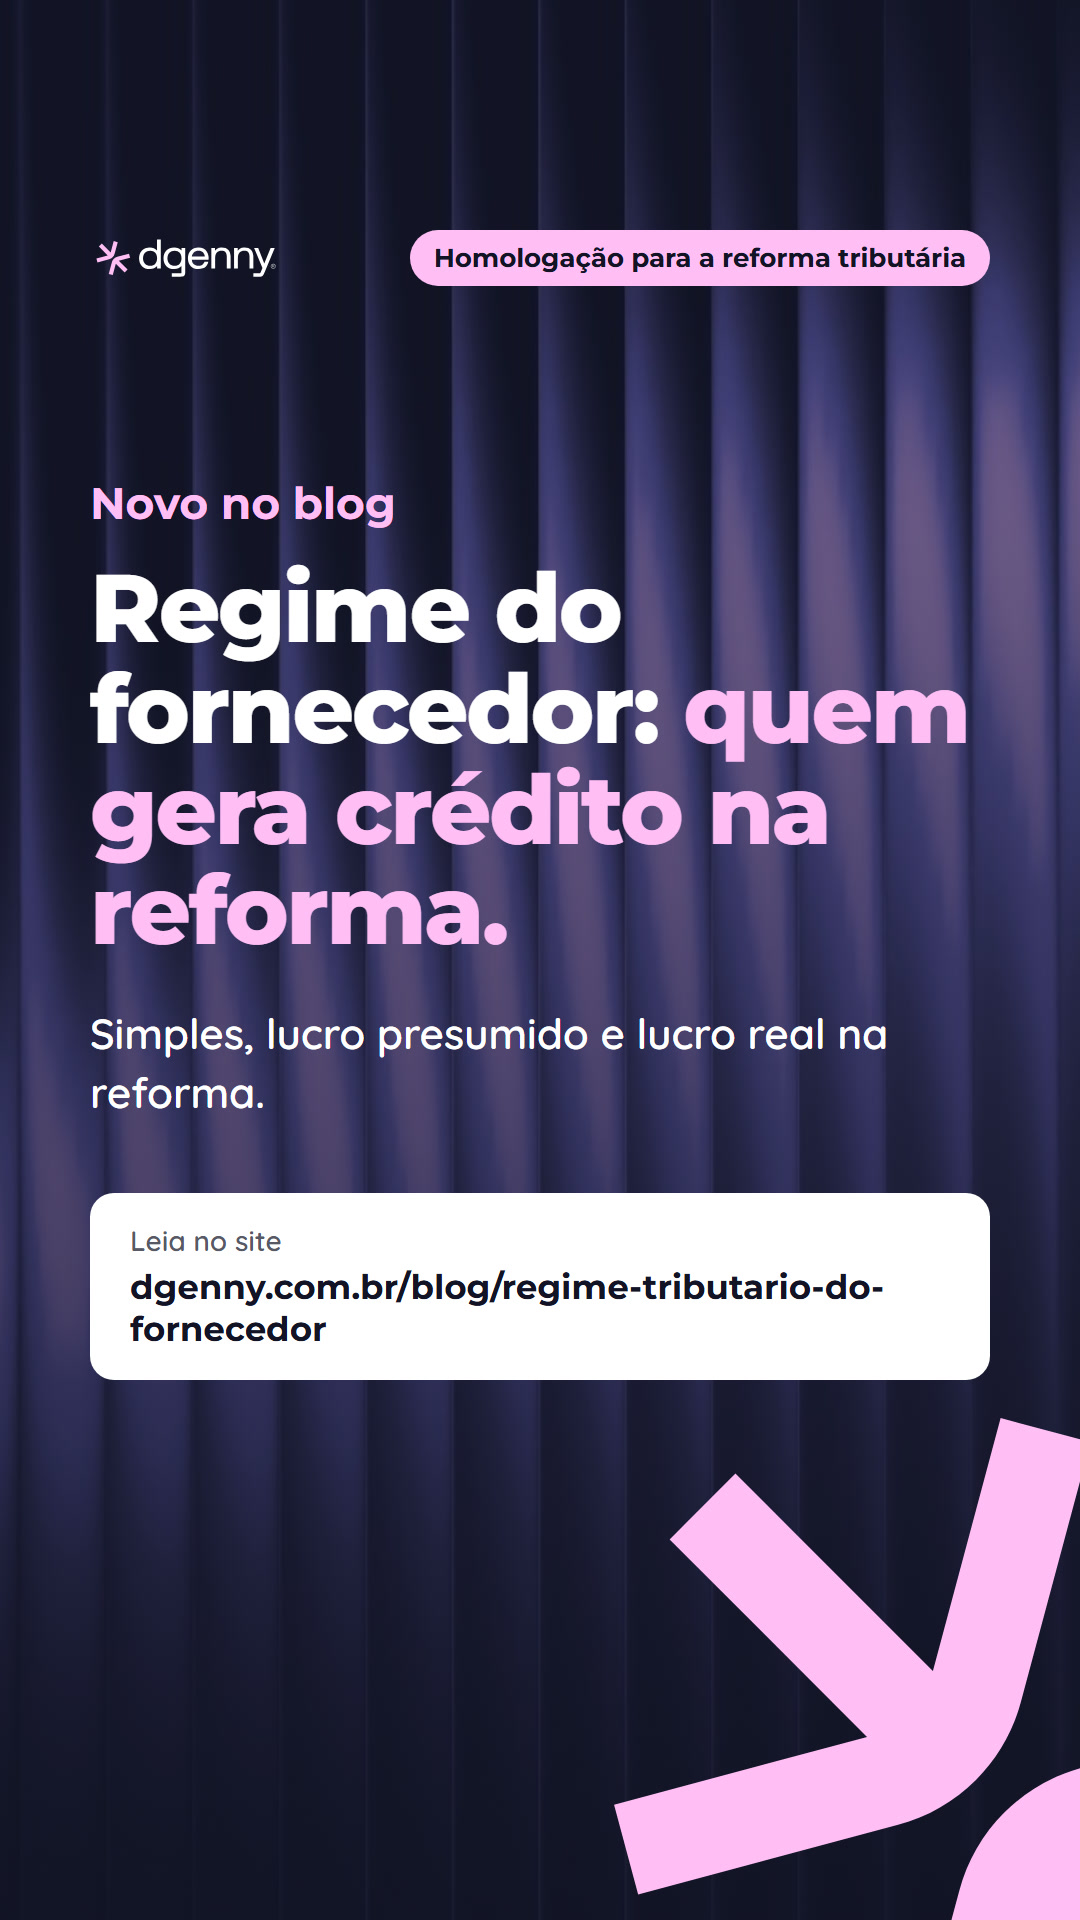 dgenny
Homologação para a reforma tributária
Novo no blog
Regime do
fornecedor: quem
gera crédito na
reforma.
Simples, lucro presumido e lucro real na
reforma.
Leia no site
dgenny.com.br/blog/regime-tributario-do-
fornecedor